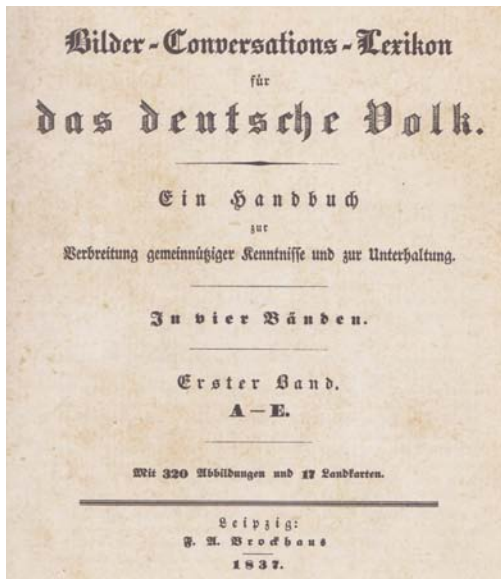 Bilder-Conversations-Lexikon
für
das deutsche Volk.
Ein Handbuch
zur
Verbreitung gemeinnütziger Kenntnisse und zur Unterhaltung.
In vier Bänden.
Erster Band.
A — E.
Mit 320 Abbildungen und 17 Landkarten.
Leipzig:
F. A. Brockhaus
1837.